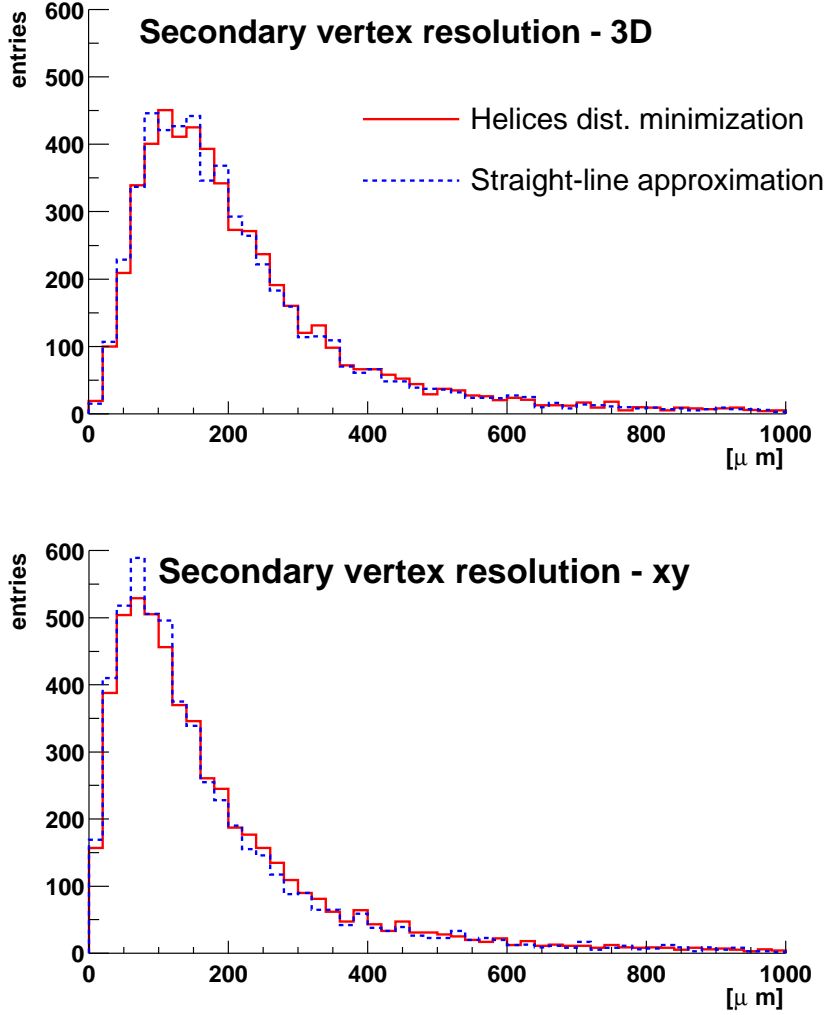 Secondary vertex resolution - 3D
entries
600
500
400
300
200
100
0
Helices dist. minimization
Straight-line approximation
0 200 400 600 800 1000
[μ m]
Secondary vertex resolution - xy
entries
600
500
400
300
200
100
0
0 200 400 600 800 1000
[μ m]